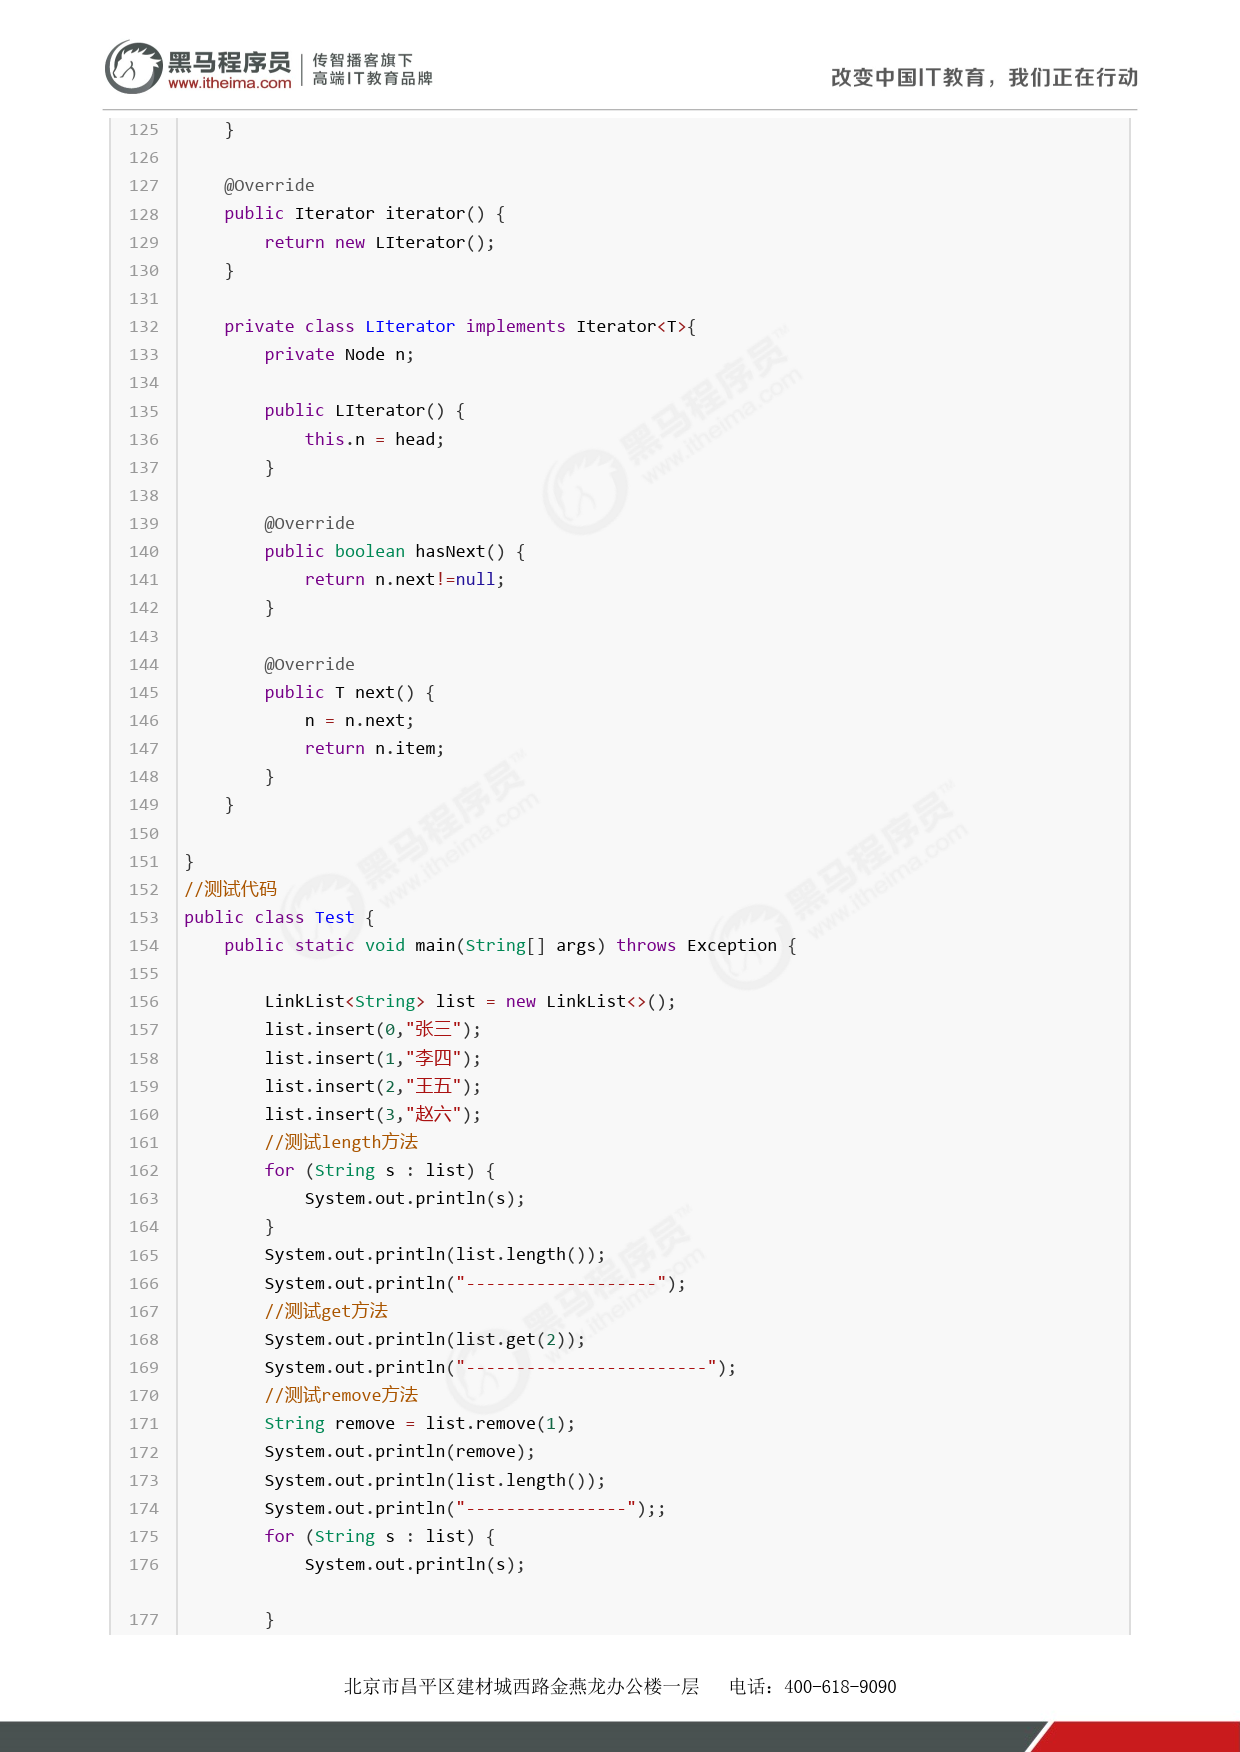 黑马程序员
www.itheima.com
传智播客旗下
高端IT教育品牌
改变中国IT教育，我们正在行动
125     }
126
127     @Override
128     public Iterator iterator() {
129         return new LIterator();
130     }
131
132     private class LIterator implements Iterator<T>{
133         private Node n;
134
135         public LIterator() {
136             this.n = head;
137         }
138
139         @Override
140         public boolean hasNext() {
141             return n.next!=null;
142         }
143
144         @Override
145         public T next() {
146             n = n.next;
147             return n.item;
148         }
149     }
150
151 }
152 //测试代码
153 public class Test {
154     public static void main(String[] args) throws Exception {
155
156         LinkList<String> list = new LinkList<>();
157         list.insert(0,"张三");
158         list.insert(1,"李四");
159         list.insert(2,"王五");
160         list.insert(3,"赵六");
161         //测试length方法
162         for (String s : list) {
163             System.out.println(s);
164         }
165         System.out.println(list.length());
166         System.out.println("-------------------");
167         //测试get方法
168         System.out.println(list.get(2));
169         System.out.println("------------------------");
170         //测试remove方法
171         String remove = list.remove(1);
172         System.out.println(remove);
173         System.out.println(list.length());
174         System.out.println("----------------");;
175         for (String s : list) {
176             System.out.println(s);
177         }
北京市昌平区建材城西路金燕龙办公楼一层 电话：400-618-9090